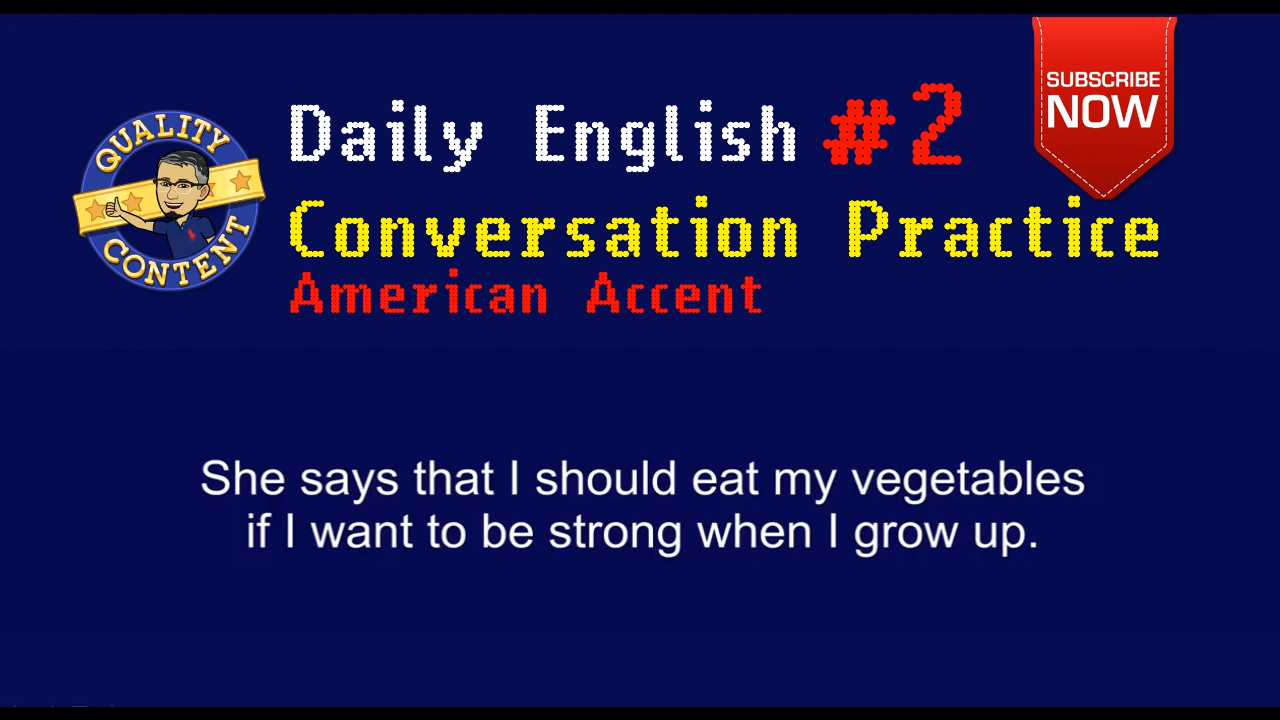 SUBSCRIBE
NOW
QUALITY
CONTENT
Daily English #2
Conversation Practice
American Accent
She says that I should eat my vegetables
if I want to be strong when I grow up.